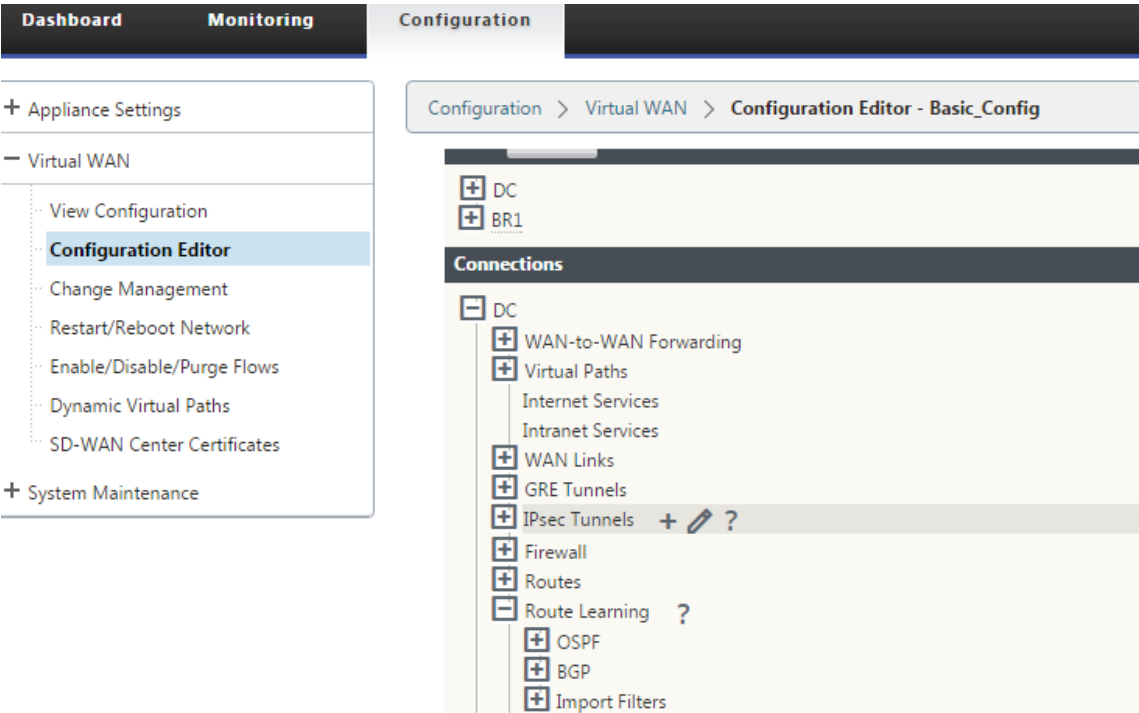 Dashboard Monitoring Configuration
+ Appliance Settings
− Virtual WAN
View Configuration
Configuration Editor
Change Management
Restart/Reboot Network
Enable/Disable/Purge Flows
Dynamic Virtual Paths
SD-WAN Center Certificates
+ System Maintenance
Configuration > Virtual WAN > Configuration Editor - Basic_Config
+ DC
+ BR1
Connections
− DC
+ WAN-to-WAN Forwarding
+ Virtual Paths
Internet Services
Intranet Services
+ WAN Links
+ GRE Tunnels
+ IPsec Tunnels + ?
+ Firewall
+ Routes
− Route Learning ?
+ OSPF
+ BGP
+ Import Filters